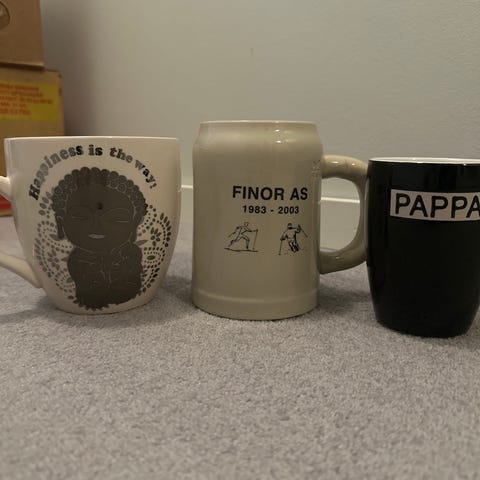 Happiness is the way!
FINOR AS
1983 - 2003
PAPPA